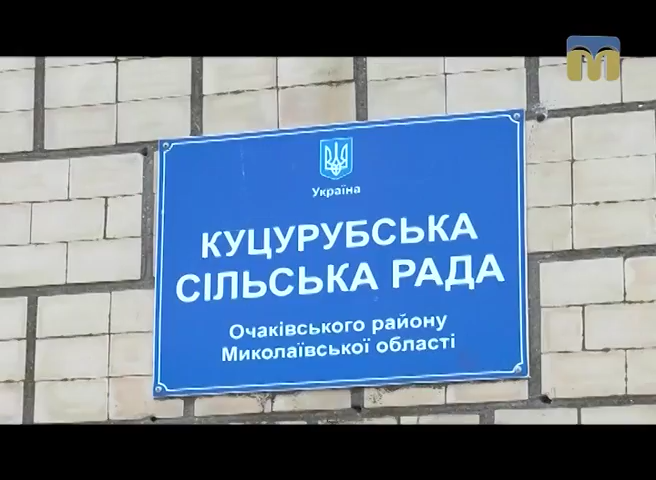 Україна
КУЦУРУБСЬКА
СІЛЬСЬКА РАДА
Очаківського району
Миколаївської області